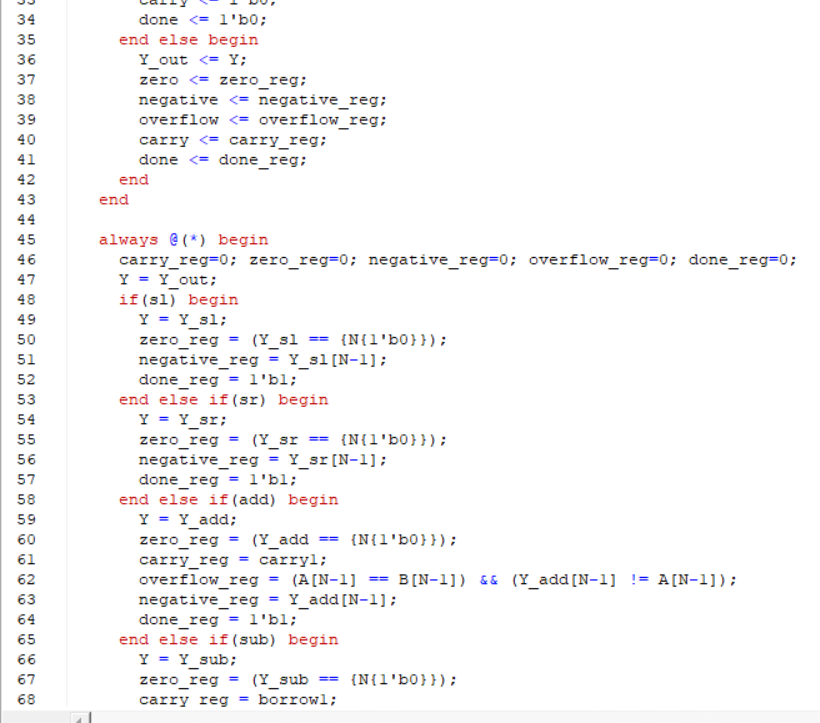 33 carry <= 1'b0;
34 done <= 1'b0;
35 end else begin
36 Y_out <= Y;
37 zero <= zero_reg;
38 negative <= negative_reg;
39 overflow <= overflow_reg;
40 carry <= carry_reg;
41 done <= done_reg;
42 end
43 end
44
45 always @(*) begin
46 carry_reg=0; zero_reg=0; negative_reg=0; overflow_reg=0; done_reg=0;
47 Y = Y_out;
48 if(sl) begin
49 Y = Y_sl;
50 zero_reg = (Y_sl == {N{1'b0}});
51 negative_reg = Y_sl[N-1];
52 done_reg = 1'b1;
53 end else if(sr) begin
54 Y = Y_sr;
55 zero_reg = (Y_sr == {N{1'b0}});
56 negative_reg = Y_sr[N-1];
57 done_reg = 1'b1;
58 end else if(add) begin
59 Y = Y_add;
60 zero_reg = (Y_add == {N{1'b0}});
61 carry_reg = carry1;
62 overflow_reg = (A[N-1] == B[N-1]) && (Y_add[N-1] != A[N-1]);
63 negative_reg = Y_add[N-1];
64 done_reg = 1'b1;
65 end else if(sub) begin
66 Y = Y_sub;
67 zero_reg = (Y_sub == {N{1'b0}});
68 carry_reg = borrow1;